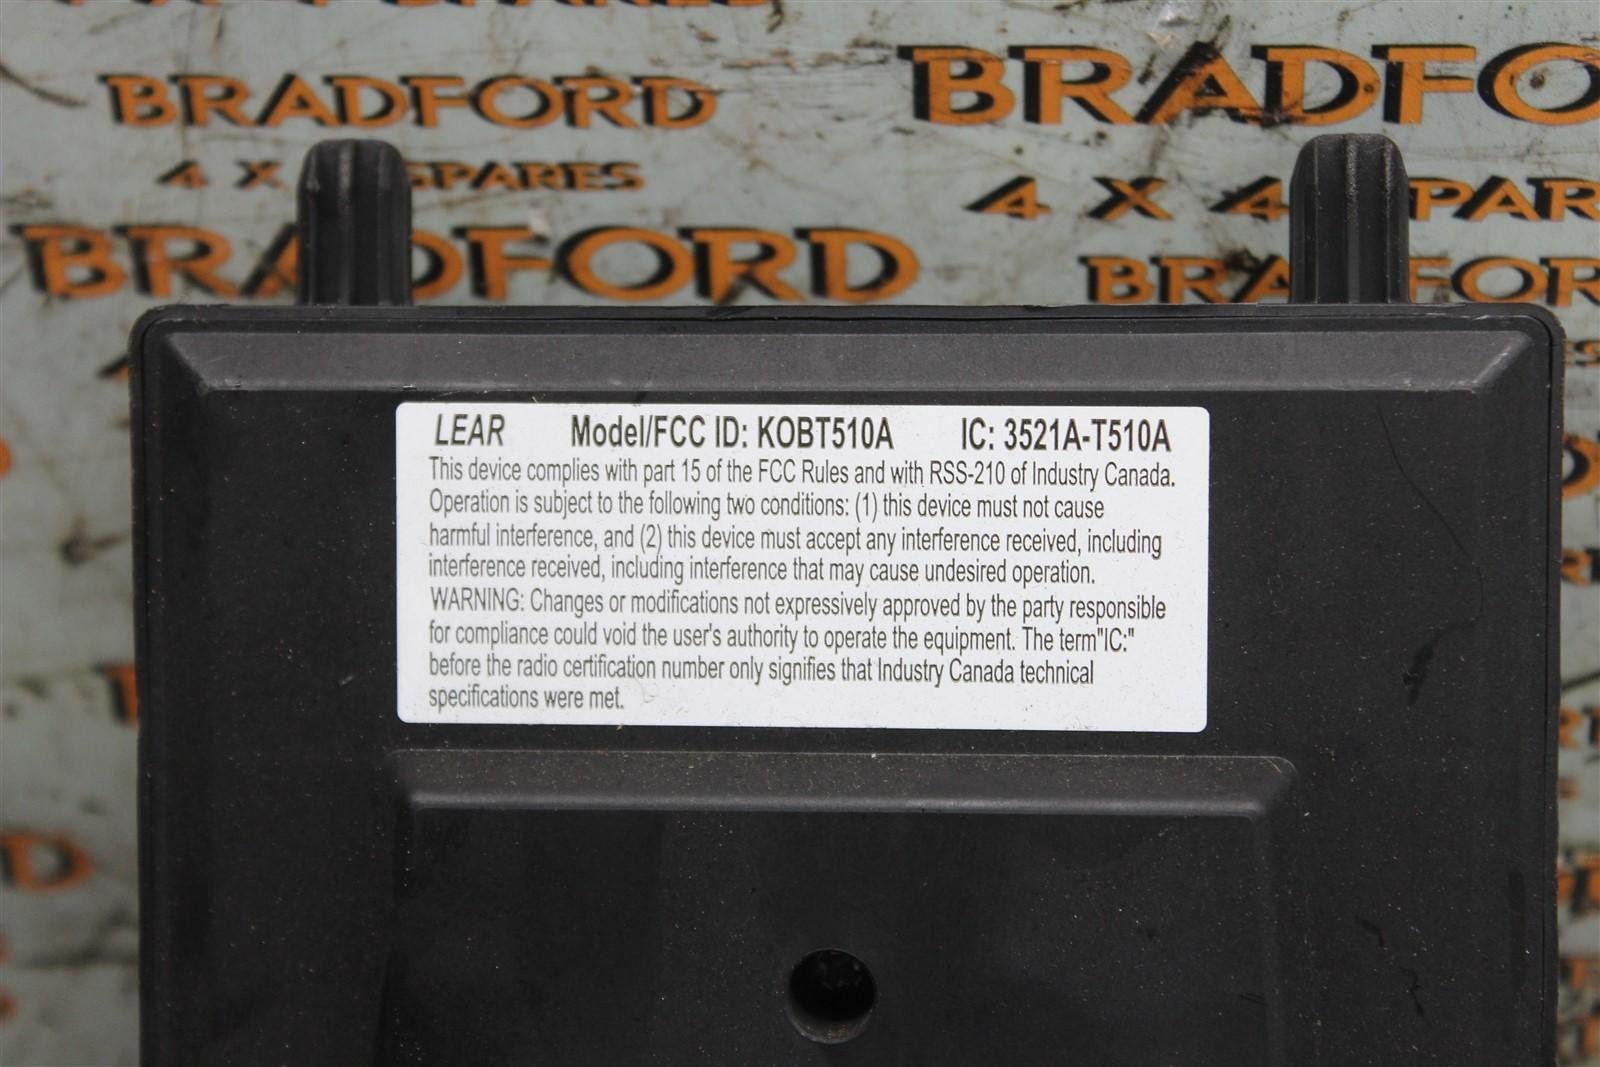 BRADFORD
BRADFO
4 X SPARES
4 X 4 PAR
BRADFORD
BRA
LEAR Model/FCC ID: KOBT510A IC: 3521A-T510A
This device complies with part 15 of the FCC Rules and with RSS-210 of Industry Canada.
Operation is subject to the following two conditions: (1) this device must not cause
harmful interference, and (2) this device must accept any interference received, including
interference received, including interference that may cause undesired operation.
WARNING: Changes or modifications not expressively approved by the party responsible
for compliance could void the user's authority to operate the equipment. The term"IC:"
before the radio certification number only signifies that Industry Canada technical
specifications were met.